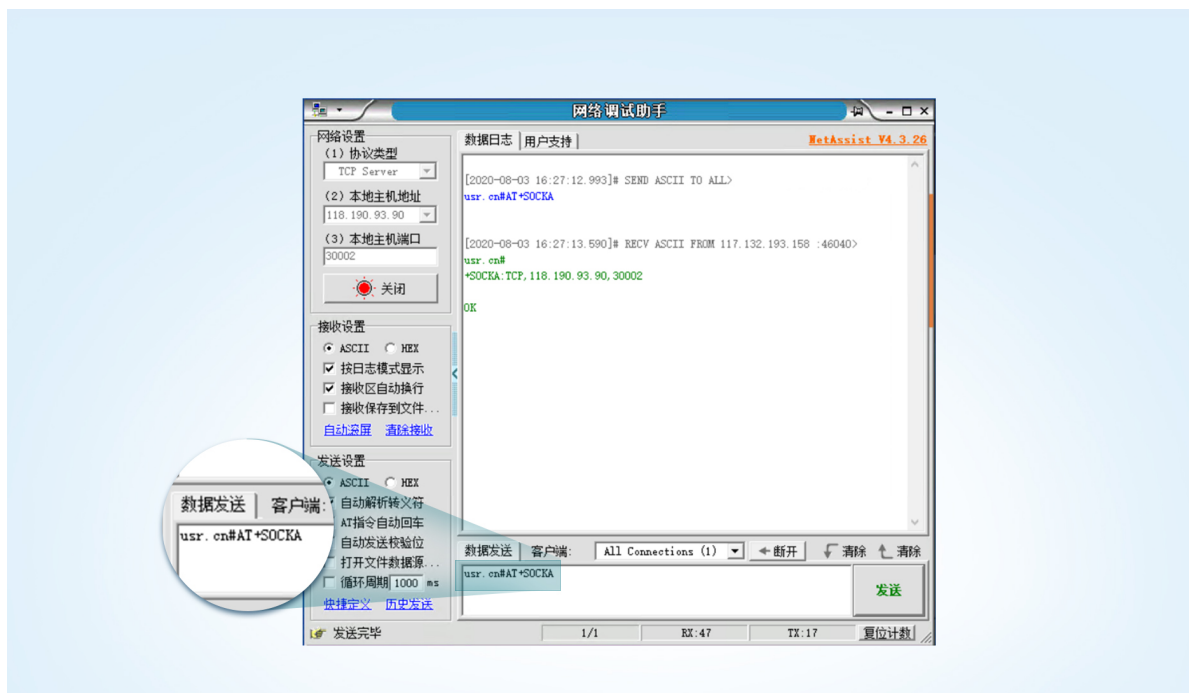 网络调试助手
网络设置
(1) 协议类型
TCP Server
(2) 本地主机地址
118.190.93.90
(3) 本地主机端口
30002
关闭
接收设置
ASCII HEX
按日志模式显示
接收区自动换行
接收保存到文件...
自动滚屏 清除接收
发送设置
ASCII HEX
自动解析转义符
AT指令自动回车
自动发送校验位
打开文件数据源...
循环周期 1000 ms
快捷定义 历史发送
数据日志 用户支持
NetAssist V4.3.26
[2020-08-03 16:27:12.993]# SEND ASCII TO ALL>
usr.cn#AT+SOCKA
[2020-08-03 16:27:13.590]# RECV ASCII FROM 117.132.193.158 :46040>
usr.cn#
+SOCKA:TCP,118.190.93.90,30002
OK
数据发送 客户端: All Connections (1) 断开 清除 清除
usr.cn#AT+SOCKA
发送
数据发送 客户端:
usr.cn#AT+SOCKA
发送完毕 1/1 RX:47 TX:17 复位计数